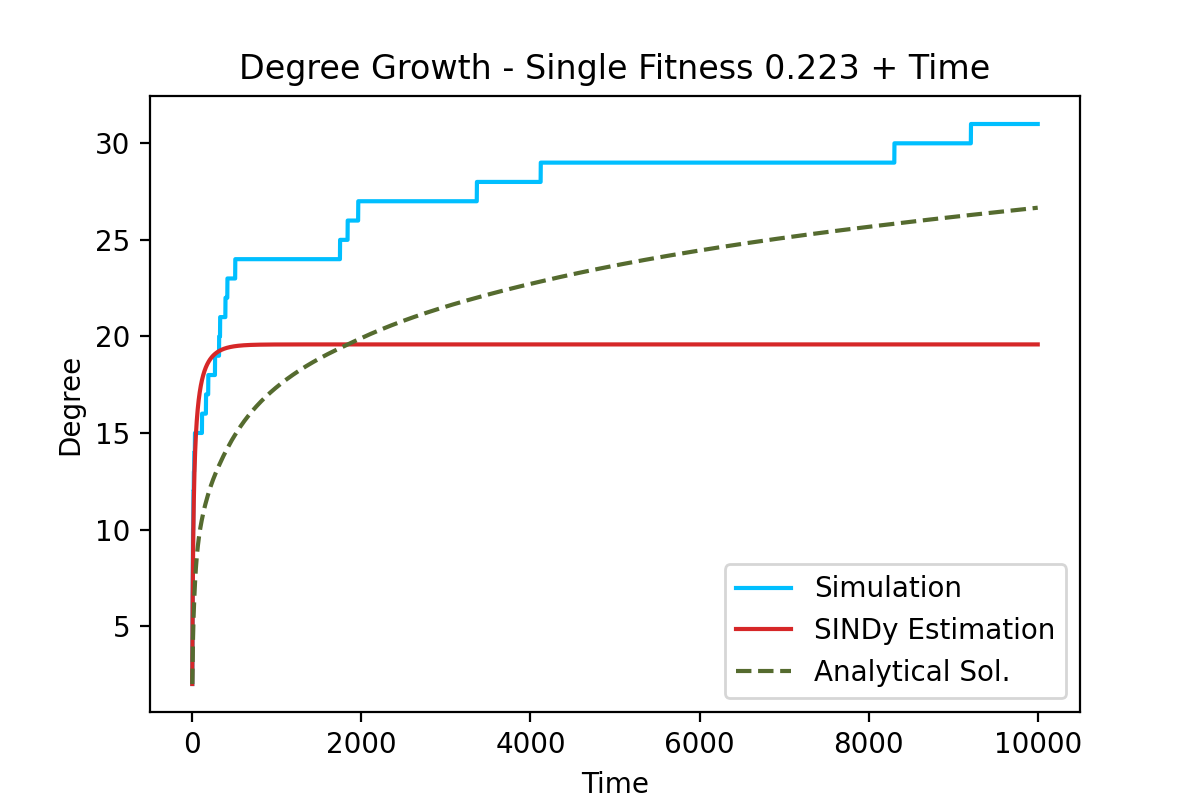 Degree Growth - Single Fitness 0.223 + Time
30
25
20
15
10
5
Degree
Simulation
SINDy Estimation
Analytical Sol.
0 2000 4000 6000 8000 10000
Time